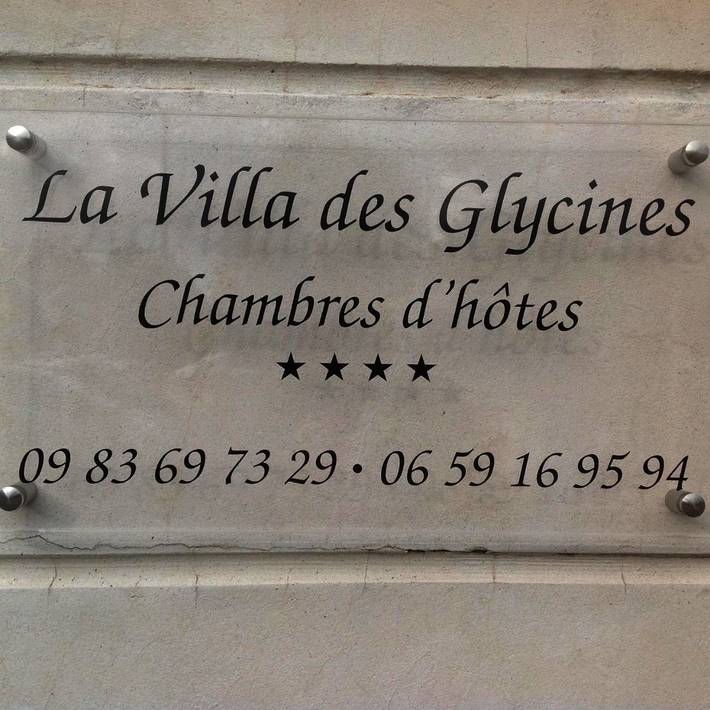 La Villa des Glycines
Chambres d'hôtes
★ ★ ★ ★
09 83 69 73 29 • 06 59 16 95 94